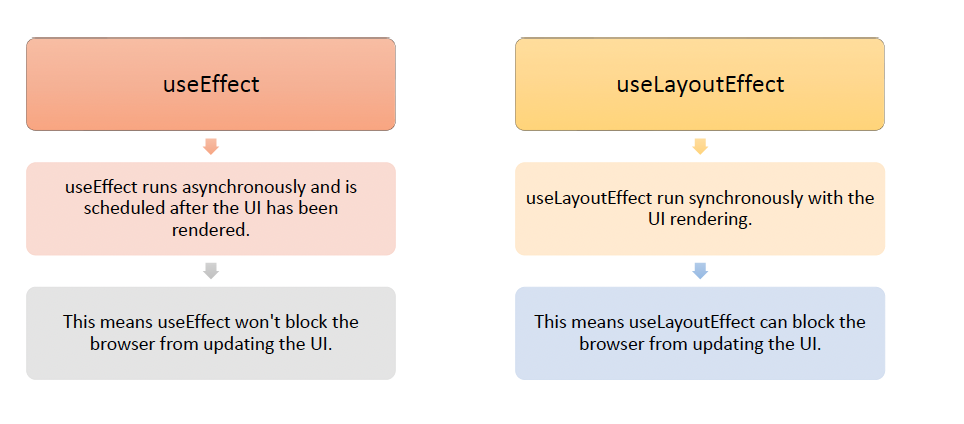 useEffect
useEffect runs asynchronously and is
scheduled after the UI has been
rendered.
This means useEffect won't block the
browser from updating the UI.
useLayoutEffect
useLayoutEffect run synchronously with the
UI rendering.
This means useLayoutEffect can block the
browser from updating the UI.